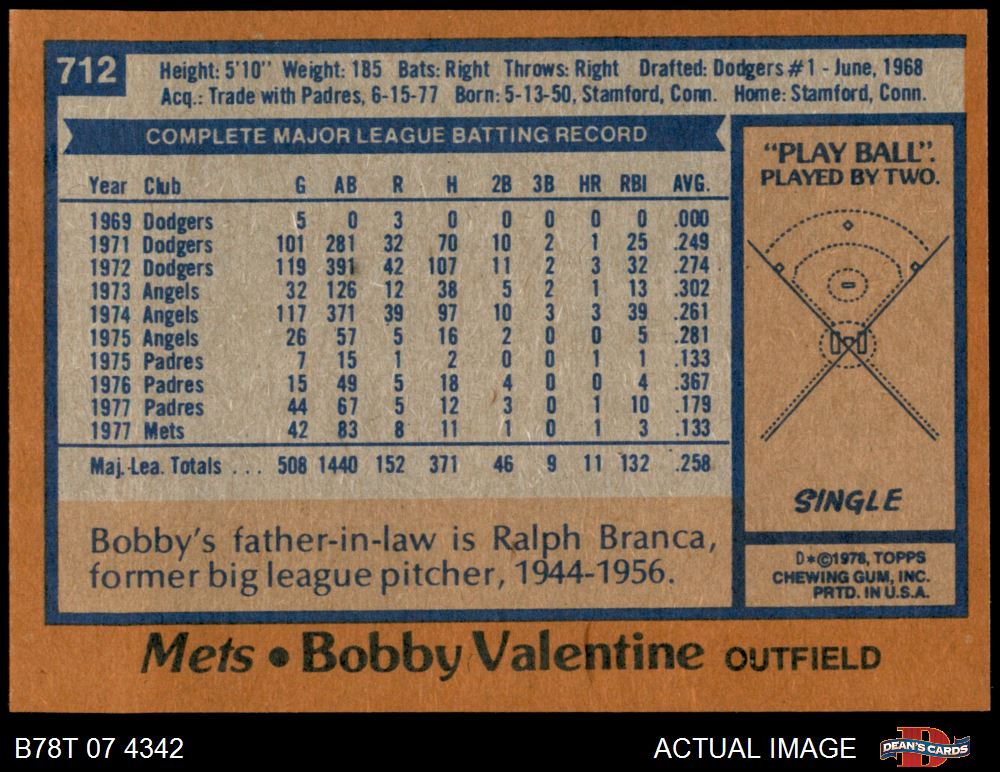 712
Height: 5'10" Weight: 185 Bats: Right Throws: Right Drafted: Dodgers #1 - June, 1968
Acq.: Trade with Padres, 6-15-77 Born: 5-13-50, Stamford, Conn. Home: Stamford, Conn.
COMPLETE MAJOR LEAGUE BATTING RECORD
Year Club G AB R H 2B 3B HR RBI AVG.
1969 Dodgers 5 0 3 0 0 0 0 0 .000
1971 Dodgers 101 281 32 70 10 2 1 25 .249
1972 Dodgers 119 391 42 107 11 2 3 32 .274
1973 Angels 32 126 12 38 5 2 1 13 .302
1974 Angels 117 371 39 97 10 3 3 39 .261
1975 Angels 26 57 5 16 2 0 0 5 .281
1975 Padres 7 15 1 2 0 0 1 1 .133
1976 Padres 15 49 5 18 4 0 0 4 .367
1977 Padres 44 67 5 12 3 0 1 10 .179
1977 Mets 42 83 8 11 1 0 1 3 .133
Maj. Lea. Totals ... 508 1440 152 371 46 9 11 132 .258
Bobby's father-in-law is Ralph Branca,
former big league pitcher, 1944-1956.
"PLAY BALL".
PLAYED BY TWO.
SINGLE
D*©1978, TOPPS
CHEWING GUM, INC.
PRTD. IN U.S.A.
Mets • Bobby Valentine OUTFIELD
B78T 07 4342
ACTUAL IMAGE
D
DEAN'S CARDS